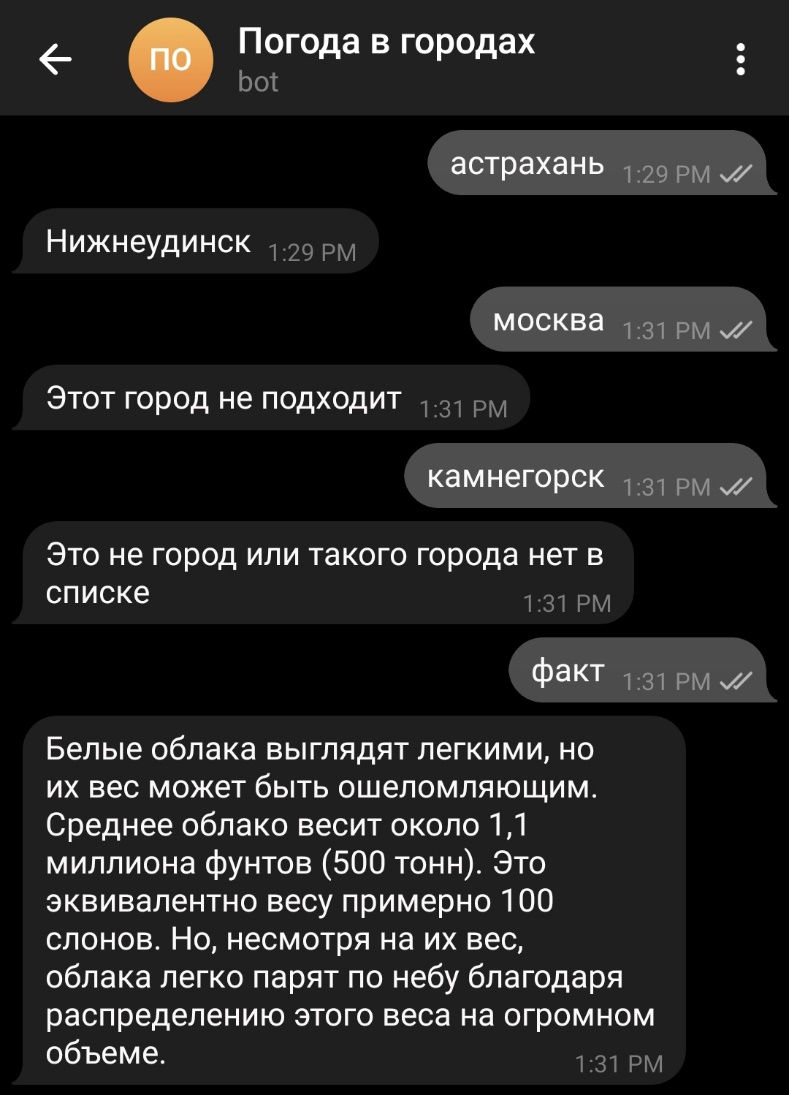 ПО
Погода в городах
bot
астрахань 1:29 PM
Нижнеудинск 1:29 PM
москва 1:31 PM
Этот город не подходит 1:31 PM
камнегорск 1:31 PM
Это не город или такого города нет в
списке 1:31 PM
факт 1:31 PM
Белые облака выглядят легкими, но
их вес может быть ошеломляющим.
Среднее облако весит около 1,1
миллиона фунтов (500 тонн). Это
эквивалентно весу примерно 100
слонов. Но, несмотря на их вес,
облака легко парят по небу благодаря
распределению этого веса на огромном
объеме. 1:31 PM